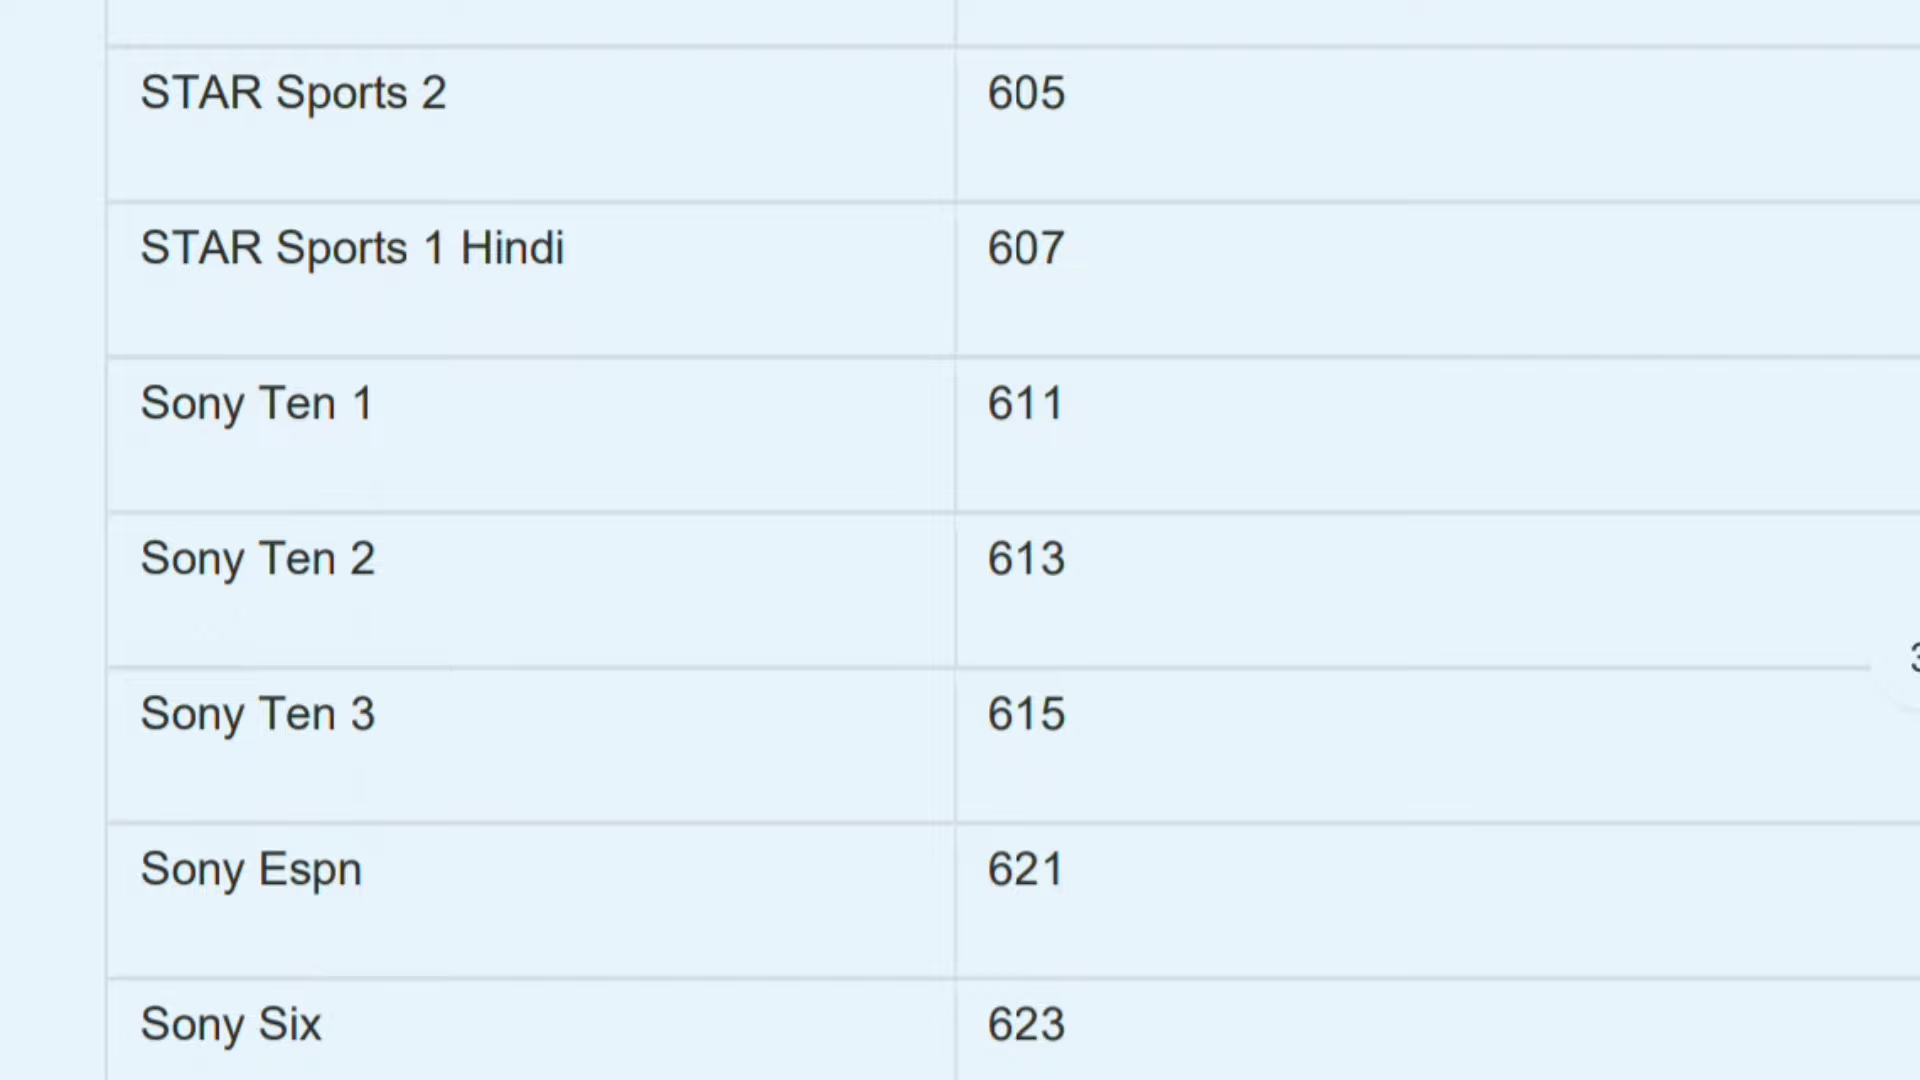 STAR Sports 2 605
STAR Sports 1 Hindi 607
Sony Ten 1 611
Sony Ten 2 613
Sony Ten 3 615
Sony Espn 621
Sony Six 623